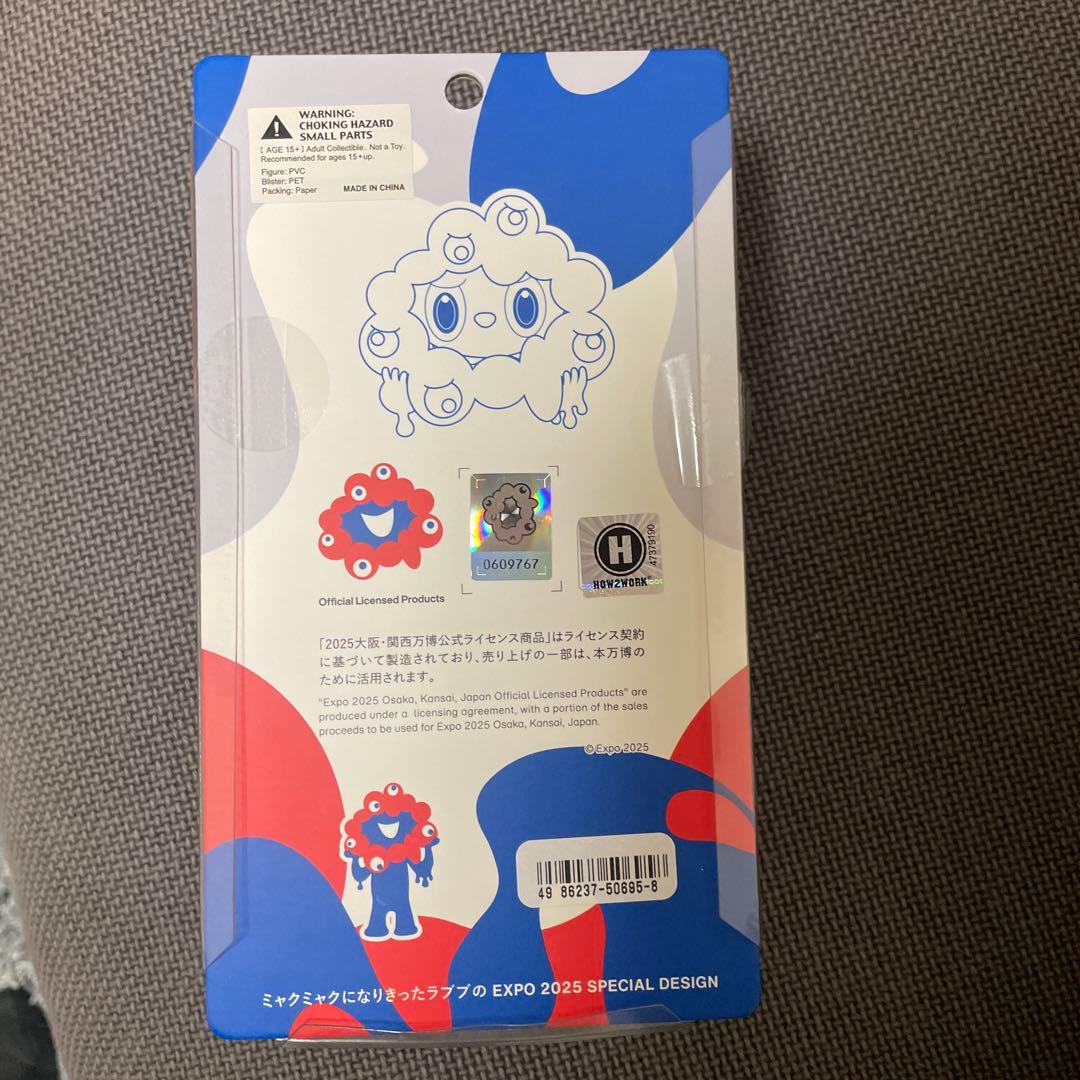 WARNING:
CHOKING HAZARD
SMALL PARTS
[ AGE 15+ ] Adult Collectible. Not a Toy.
Recommended for ages 15+up.
Figure: PVC
Blister: PET
Packing: Paper
MADE IN CHINA
0609767
H
HOW2WORK
47379190
Official Licensed Products
「2025大阪・関西万博公式ライセンス商品」はライセンス契約
に基づいて製造されており、売り上げの一部は、本万博の
ために活用されます。
"Expo 2025 Osaka, Kansai, Japan Official Licensed Products" are
produced under a licensing agreement, with a portion of the sales
proceeds to be used for Expo 2025 Osaka, Kansai, Japan.
©Expo 2025
49 86237-50695-8
ミャクミャクになりきったラブブの EXPO 2025 SPECIAL DESIGN